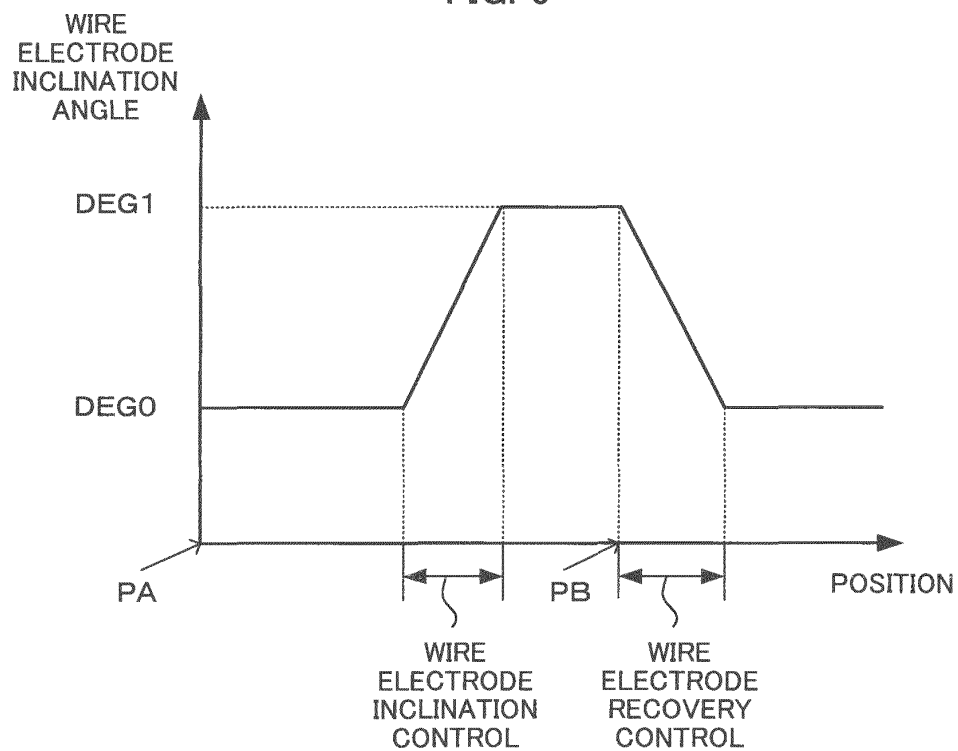 WIRE
ELECTRODE
INCLINATION
ANGLE
DEG1
DEG0
PA
PB
POSITION
WIRE
ELECTRODE
INCLINATION
CONTROL
WIRE
ELECTRODE
RECOVERY
CONTROL